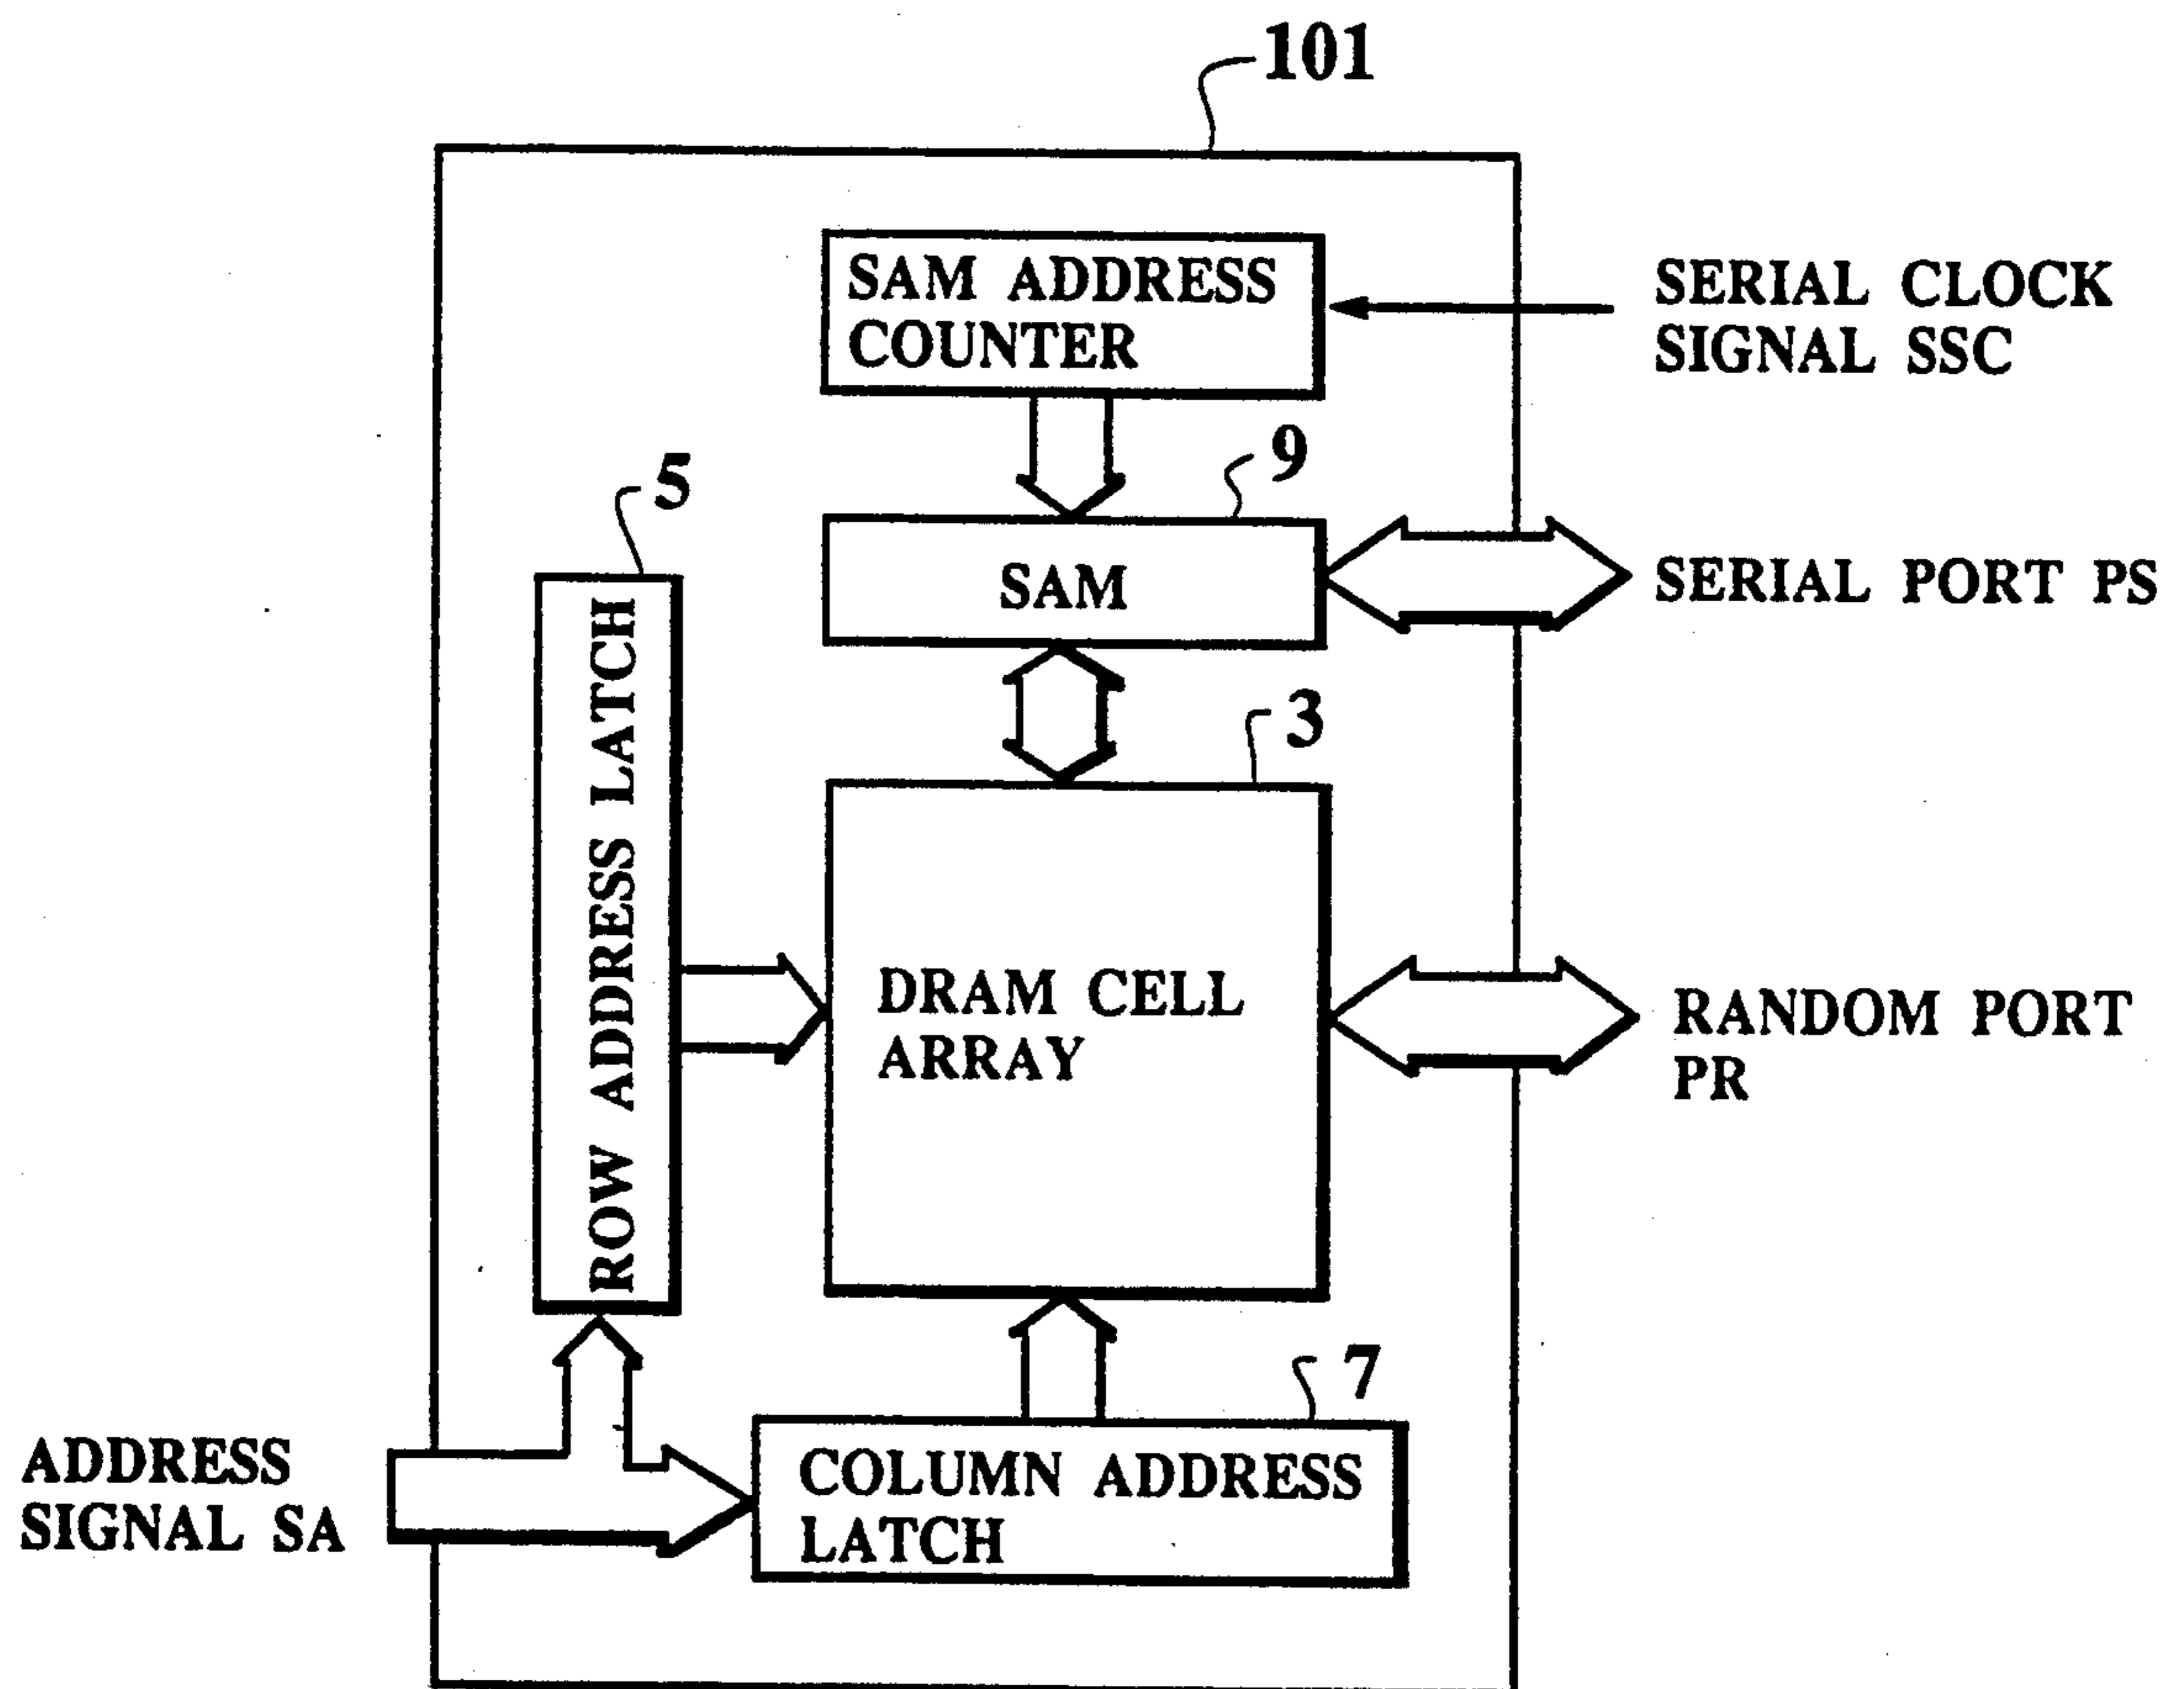 101
SAM ADDRESS
COUNTER
SERIAL CLOCK
SIGNAL SSC
9
5
SAM
SERIAL PORT PS
3
ROW ADDRESS LATCH
DRAM CELL
ARRAY
RANDOM PORT
PR
7
ADDRESS
SIGNAL SA
COLUMN ADDRESS
LATCH